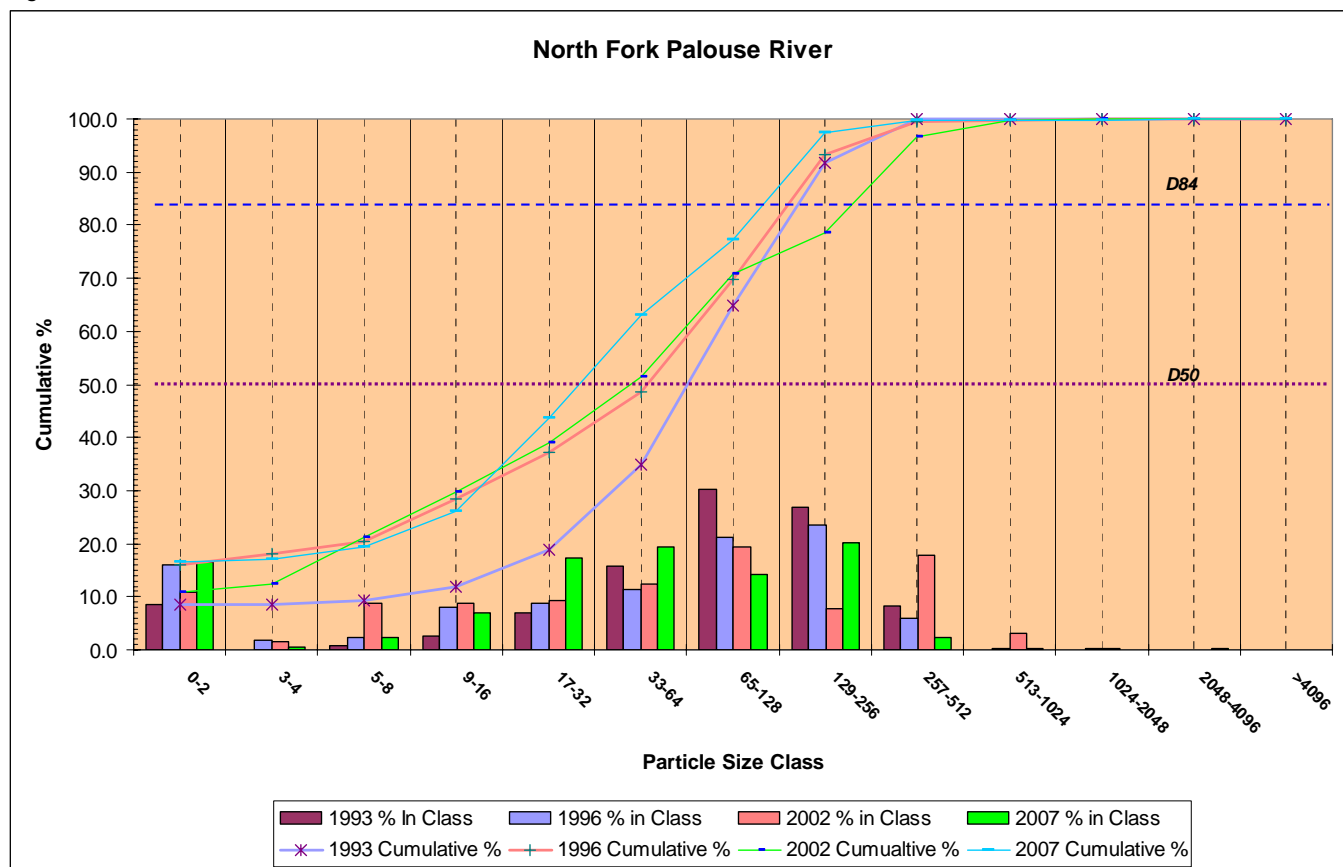 North Fork Palouse River
100.0
90.0
80.0
70.0
60.0
50.0
40.0
30.0
20.0
10.0
0.0
Cumulative %
D84
D50
0-2
3-4
5-8
9-16
17-32
33-64
65-128
129-256
257-512
513-1024
1024-2048
2048-4096
>4096
Particle Size Class
1993 % In Class
1996 % in Class
2002 % in Class
2007 % in Class
1993 Cumulative %
1996 Cumulative %
2002 Cumualtive %
2007 Cumulative %